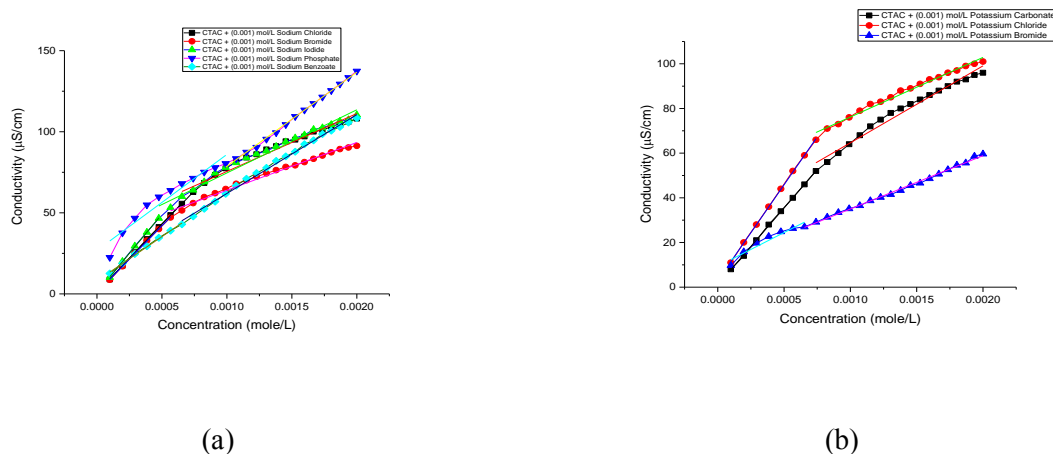 CTAC + (0.001) mol/L Sodium Chloride
CTAC + (0.001) mol/L Sodium Bromide
CTAC + (0.001) mol/L Sodium Iodide
CTAC + (0.001) mol/L Sodium Phosphate
CTAC + (0.001) mol/L Sodium Benzoate
150
100
50
0
Conductivity (µS/cm)
0.0000 0.0005 0.0010 0.0015 0.0020
Concentration (mole/L)
(a)
CTAC + (0.001) mol/L Potassium Carbonate
CTAC + (0.001) mol/L Potassium Chloride
CTAC + (0.001) mol/L Potassium Bromide
100
80
60
40
20
0
Conductivity (µS/cm)
0.0000 0.0005 0.0010 0.0015 0.0020
Concentration (mole/L)
(b)